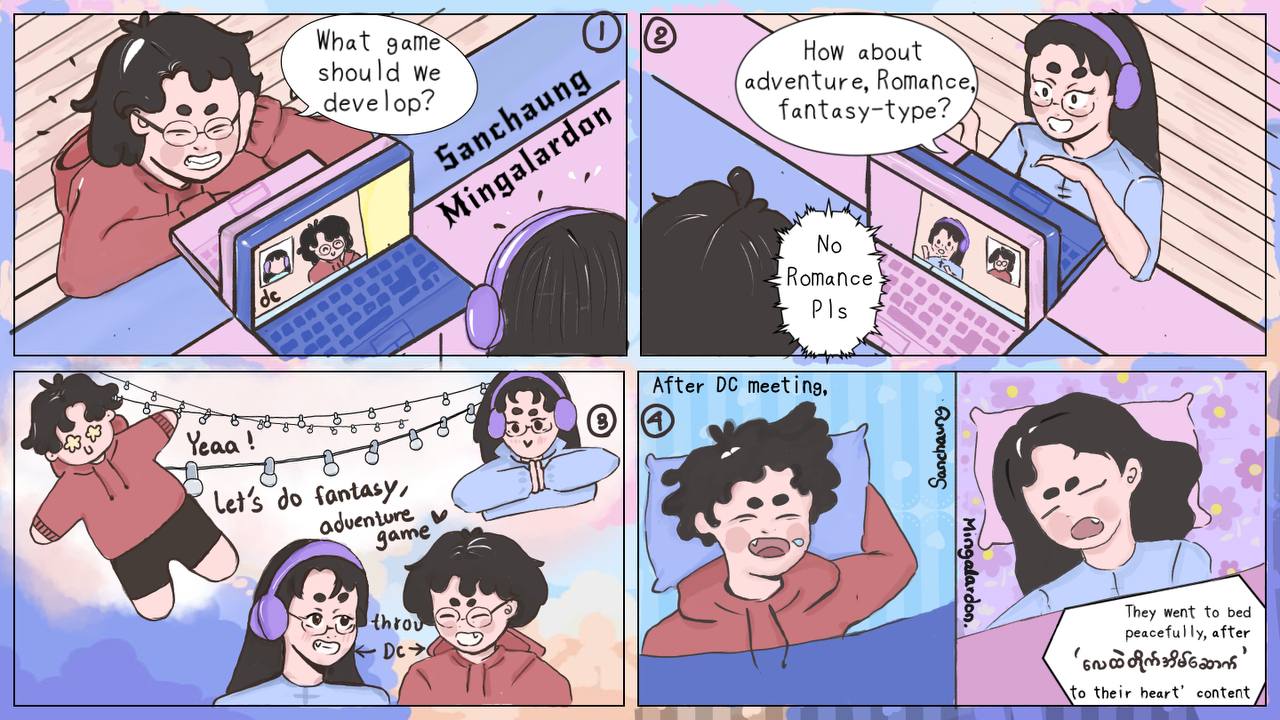 1
What game
should we
develop?
Sanchaung
Mingalardon
dc
2
How about
adventure, Romance,
fantasy-type?
No
Romance
Pls
3
Yeaa !
Let's do fantasy,
adventure
game
throu
← DC →
After DC meeting,
4
Sanchaung.
Mingalardon.
They went to bed
peacefully, after
‘လေထဲတိုက်အိမ်ဆောက်’
to their heart' content